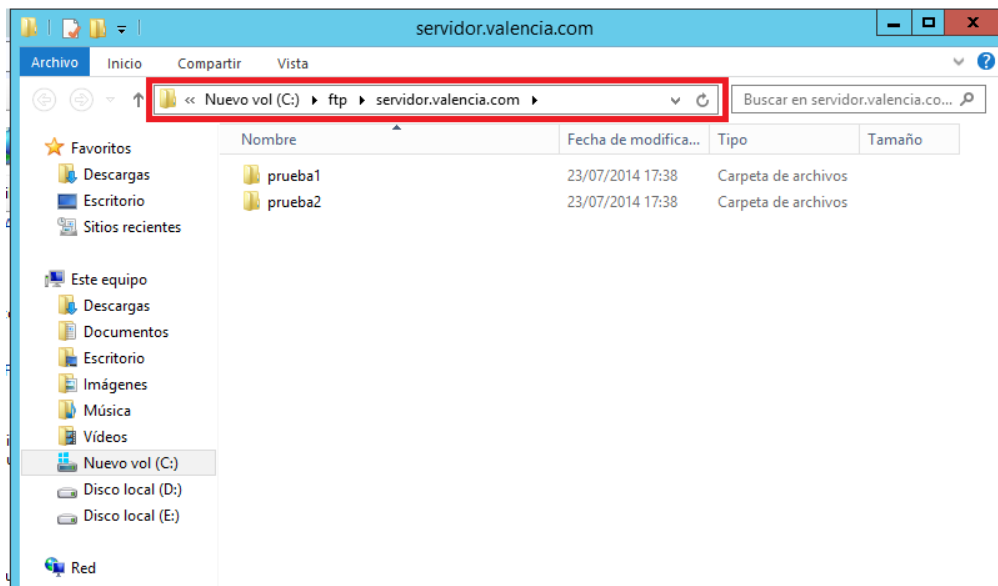 servidor.valencia.com
Archivo Inicio Compartir Vista
« Nuevo vol (C:) ftp servidor.valencia.com
Buscar en servidor.valencia.co...
Nombre Fecha de modifica... Tipo Tamaño
prueba1 23/07/2014 17:38 Carpeta de archivos
prueba2 23/07/2014 17:38 Carpeta de archivos
Favoritos
Descargas
Escritorio
Sitios recientes
Este equipo
Descargas
Documentos
Escritorio
Imágenes
Música
Vídeos
Nuevo vol (C:)
Disco local (D:)
Disco local (E:)
Red